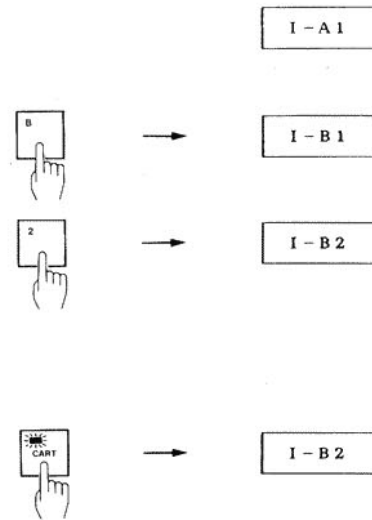 I - A 1
B
I - B 1
2
I - B 2
CART
I - B 2